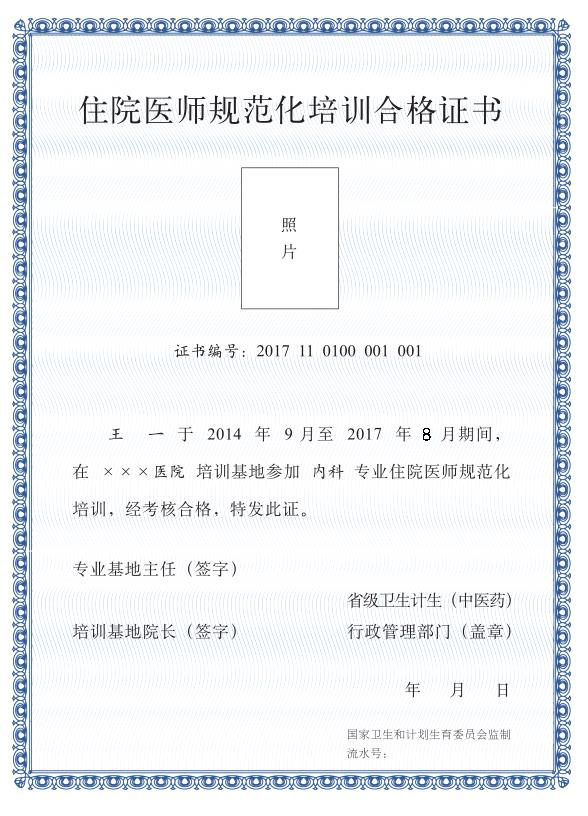 住院医师规范化培训合格证书
照
片
证书编号：2017 11 0100 001 001
王 一 于 2014 年 9 月至 2017 年 8 月期间，
在 ×××医院 培训基地参加 内科 专业住院医师规范化
培训，经考核合格，特发此证。
专业基地主任（签字）
省级卫生计生（中医药）
培训基地院长（签字） 行政管理部门（盖章）
年 月 日
国家卫生和计划生育委员会监制
流水号：